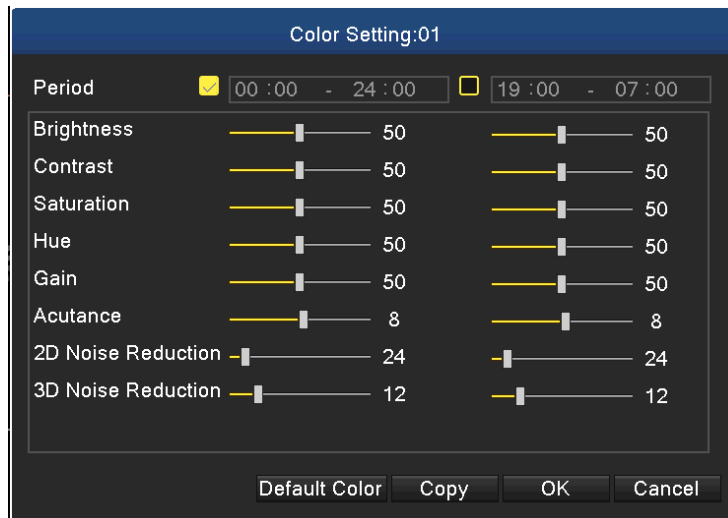 Color Setting:01
Period 00 :00 - 24 : 00 19 : 00 - 07 : 00
Brightness 50 50
Contrast 50 50
Saturation 50 50
Hue 50 50
Gain 50 50
Acutance 8 8
2D Noise Reduction 24 24
3D Noise Reduction 12 12
Default Color Copy OK Cancel